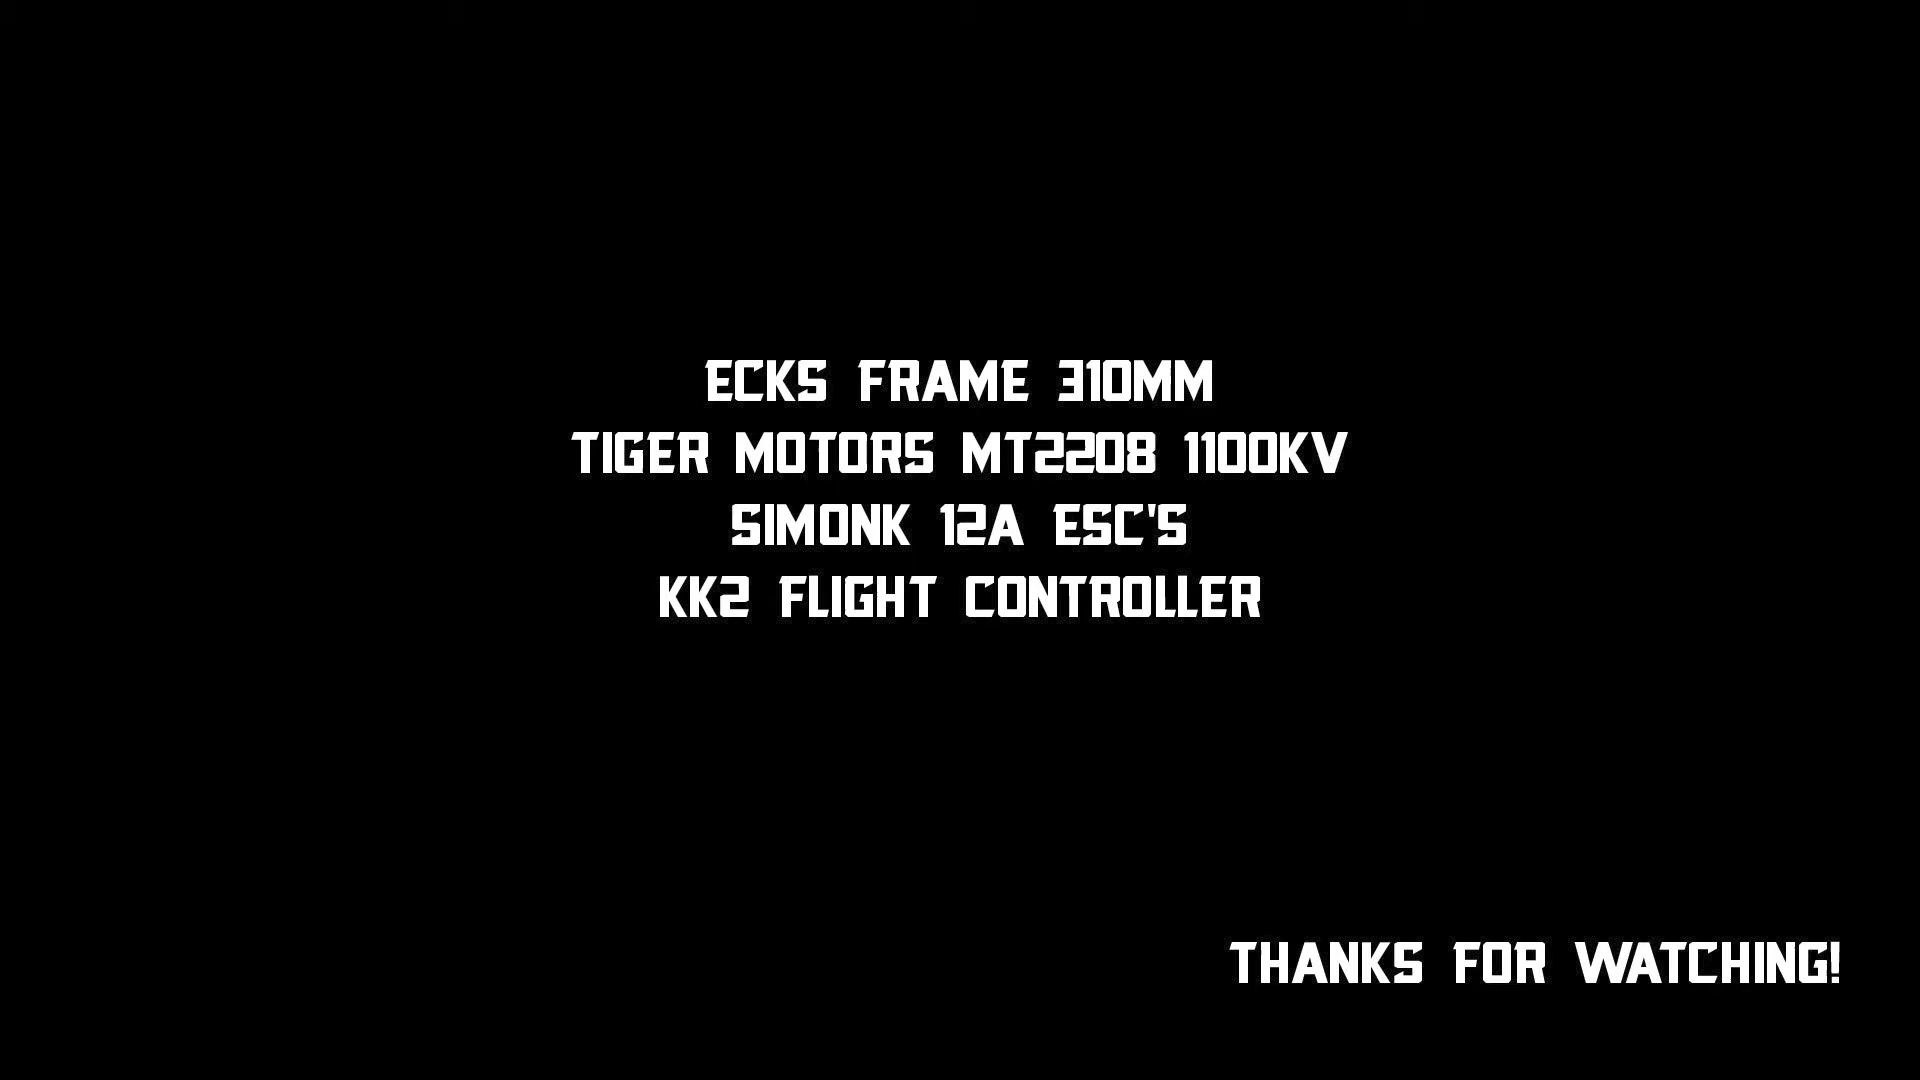 ECKS FRAME 310MM
TIGER MOTORS MT2208 1100KV
SIMONK 12A ESC'S
KK2 FLIGHT CONTROLLER
THANKS FOR WATCHING!